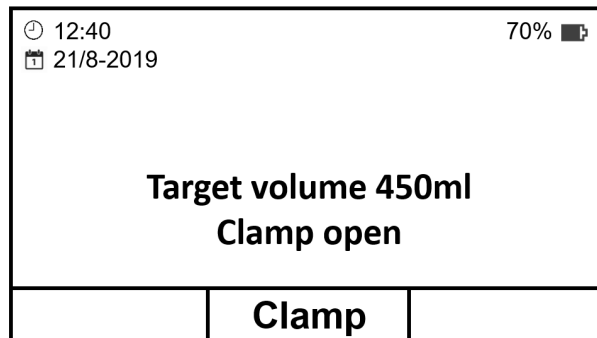 12:40
70%
21/8-2019
Target volume 450ml
Clamp open
Clamp